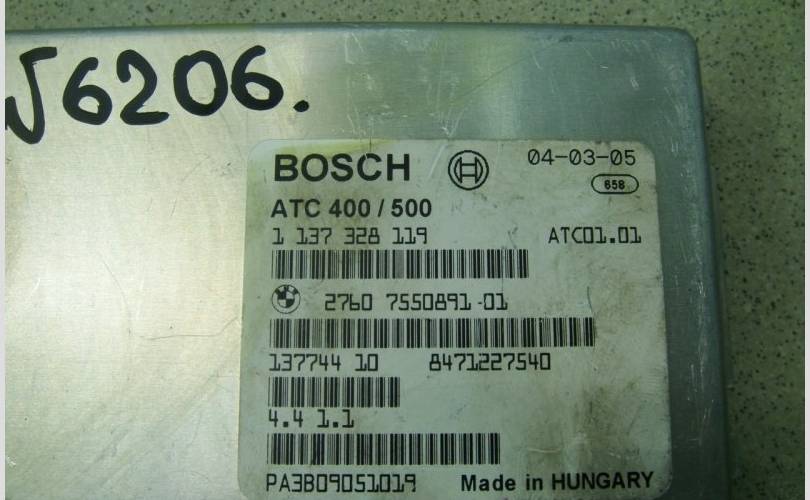 V6206.
BOSCH 04-03-05
658
ATC 400 / 500
1 137 328 119 ATC01.01
2760 7550891-01
137744 10 8471227540
4.4 1.1
PA3B09051019 Made in HUNGARY